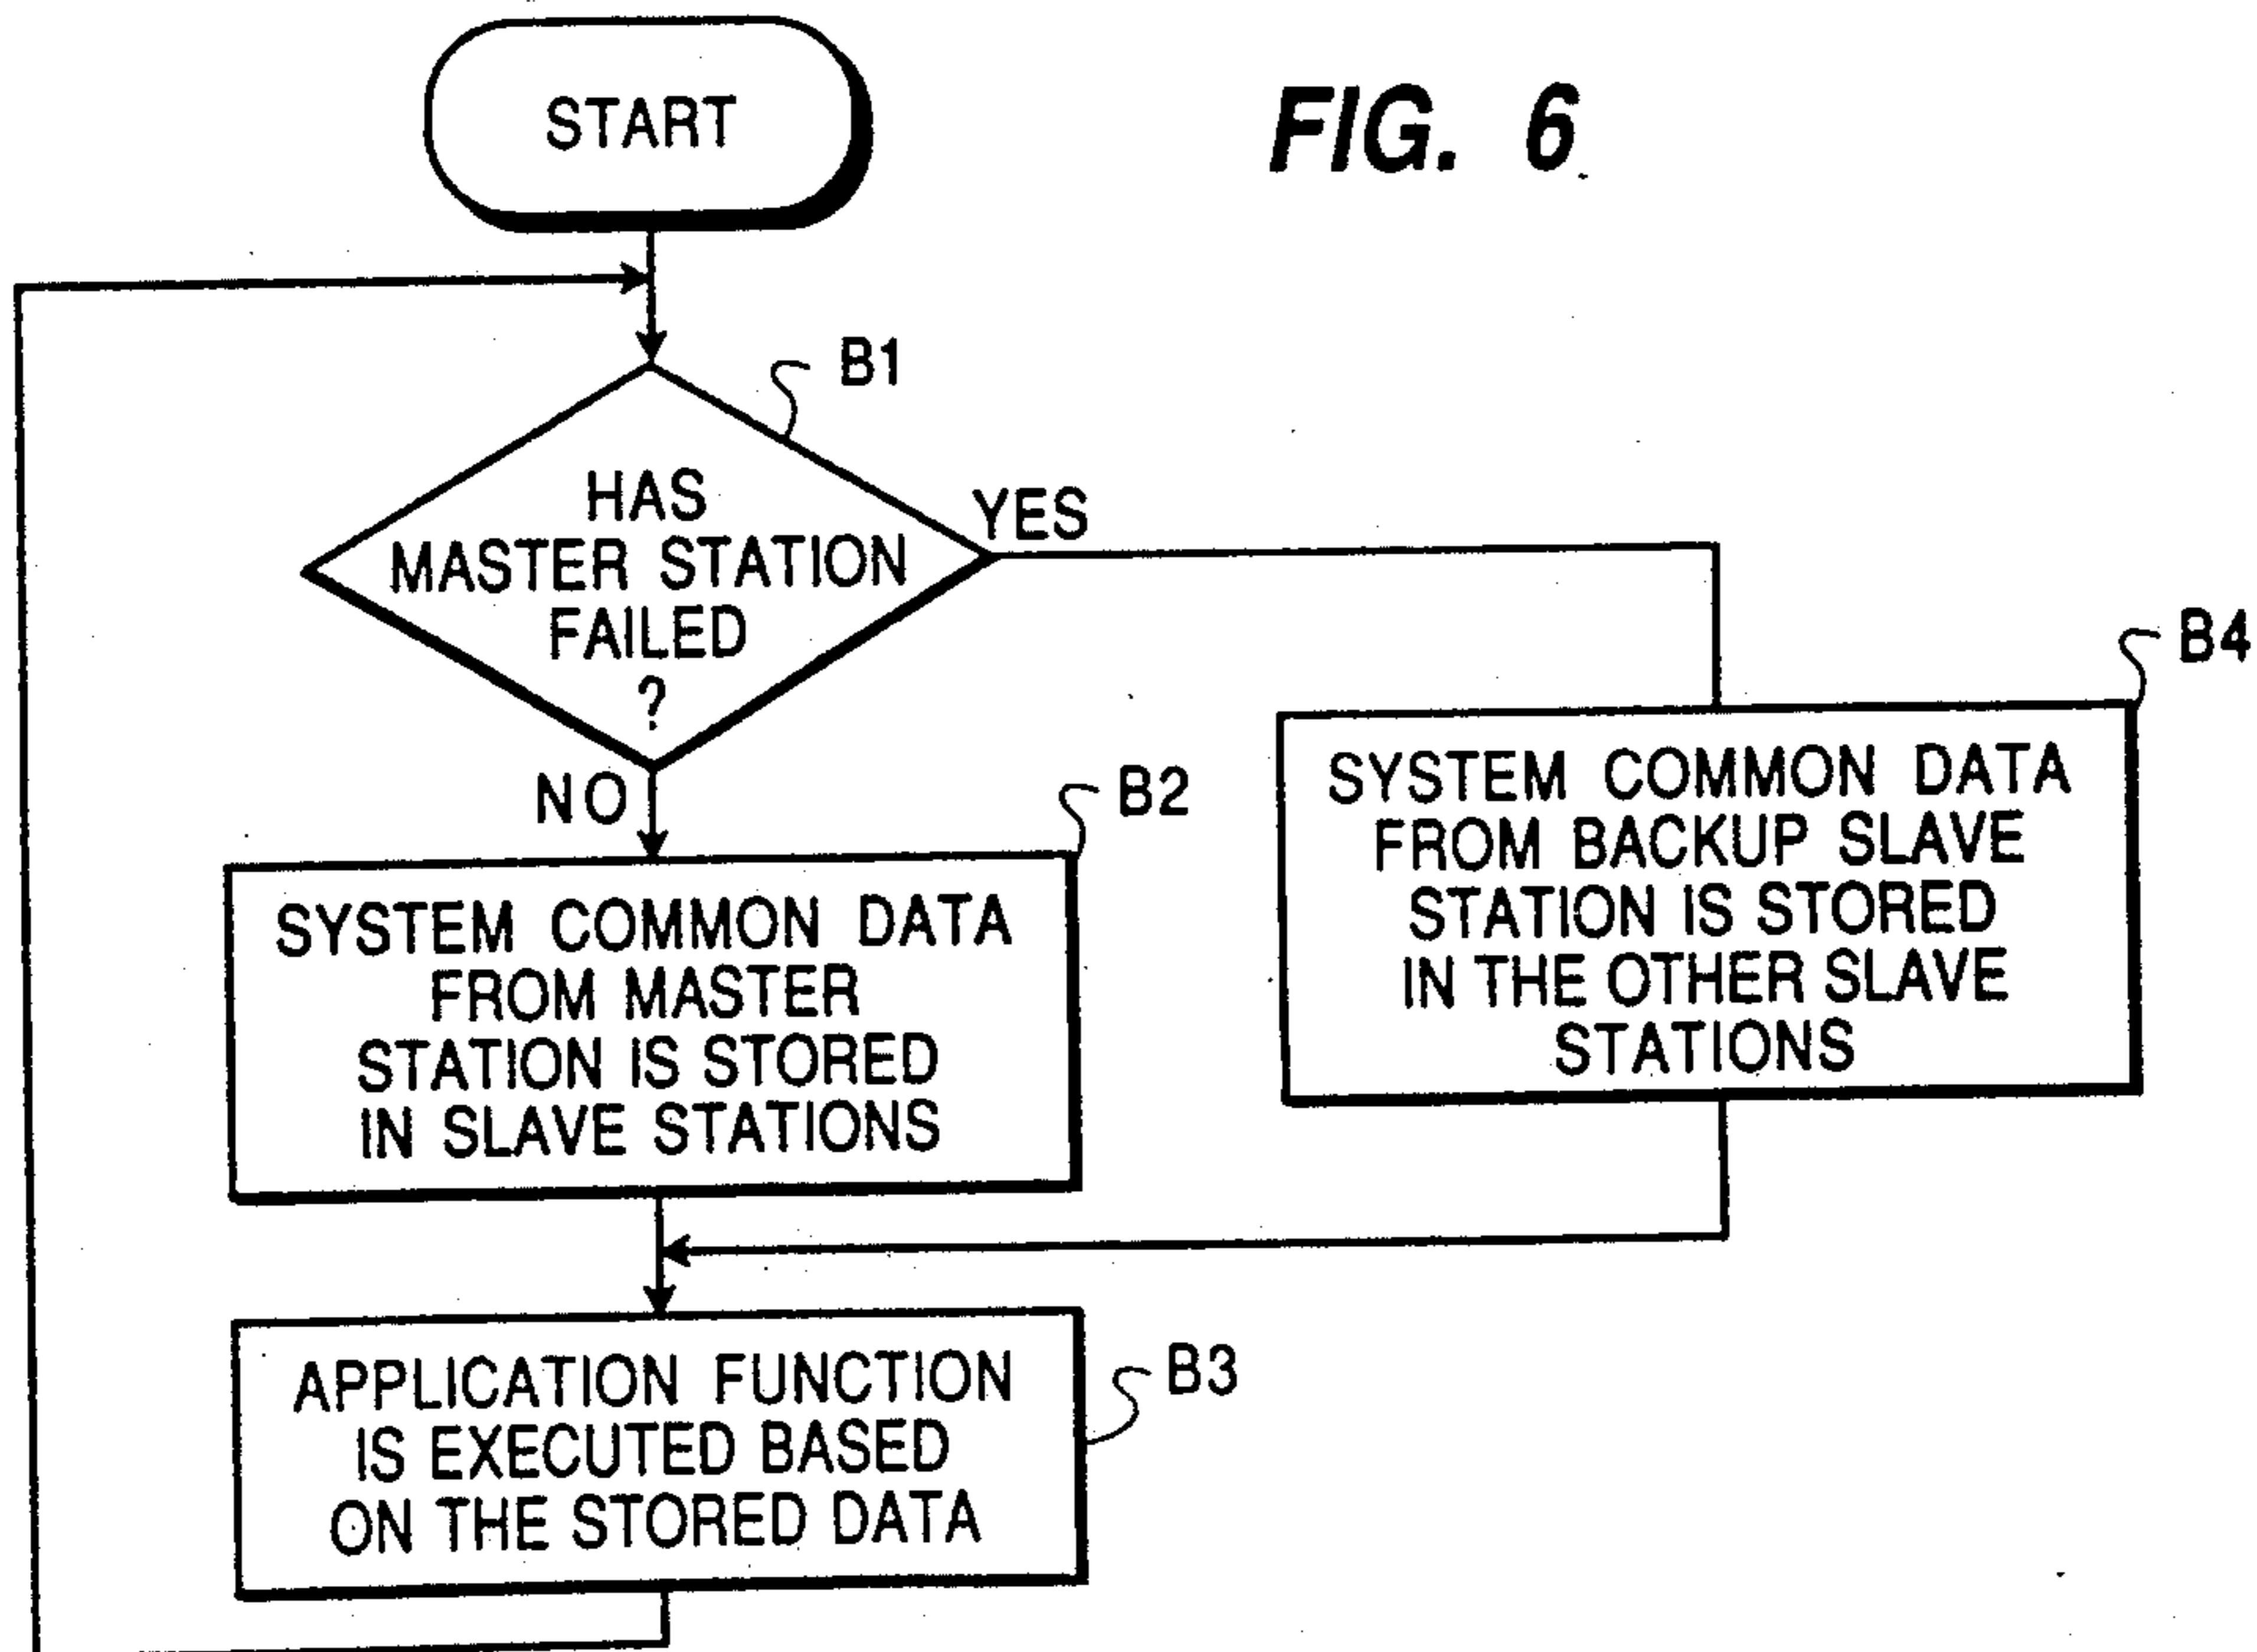 START
FIG. 6
B1
HAS
MASTER STATION
FAILED
?
YES
NO
B2
SYSTEM COMMON DATA
FROM MASTER
STATION IS STORED
IN SLAVE STATIONS
B4
SYSTEM COMMON DATA
FROM BACKUP SLAVE
STATION IS STORED
IN THE OTHER SLAVE
STATIONS
B3
APPLICATION FUNCTION
IS EXECUTED BASED
ON THE STORED DATA